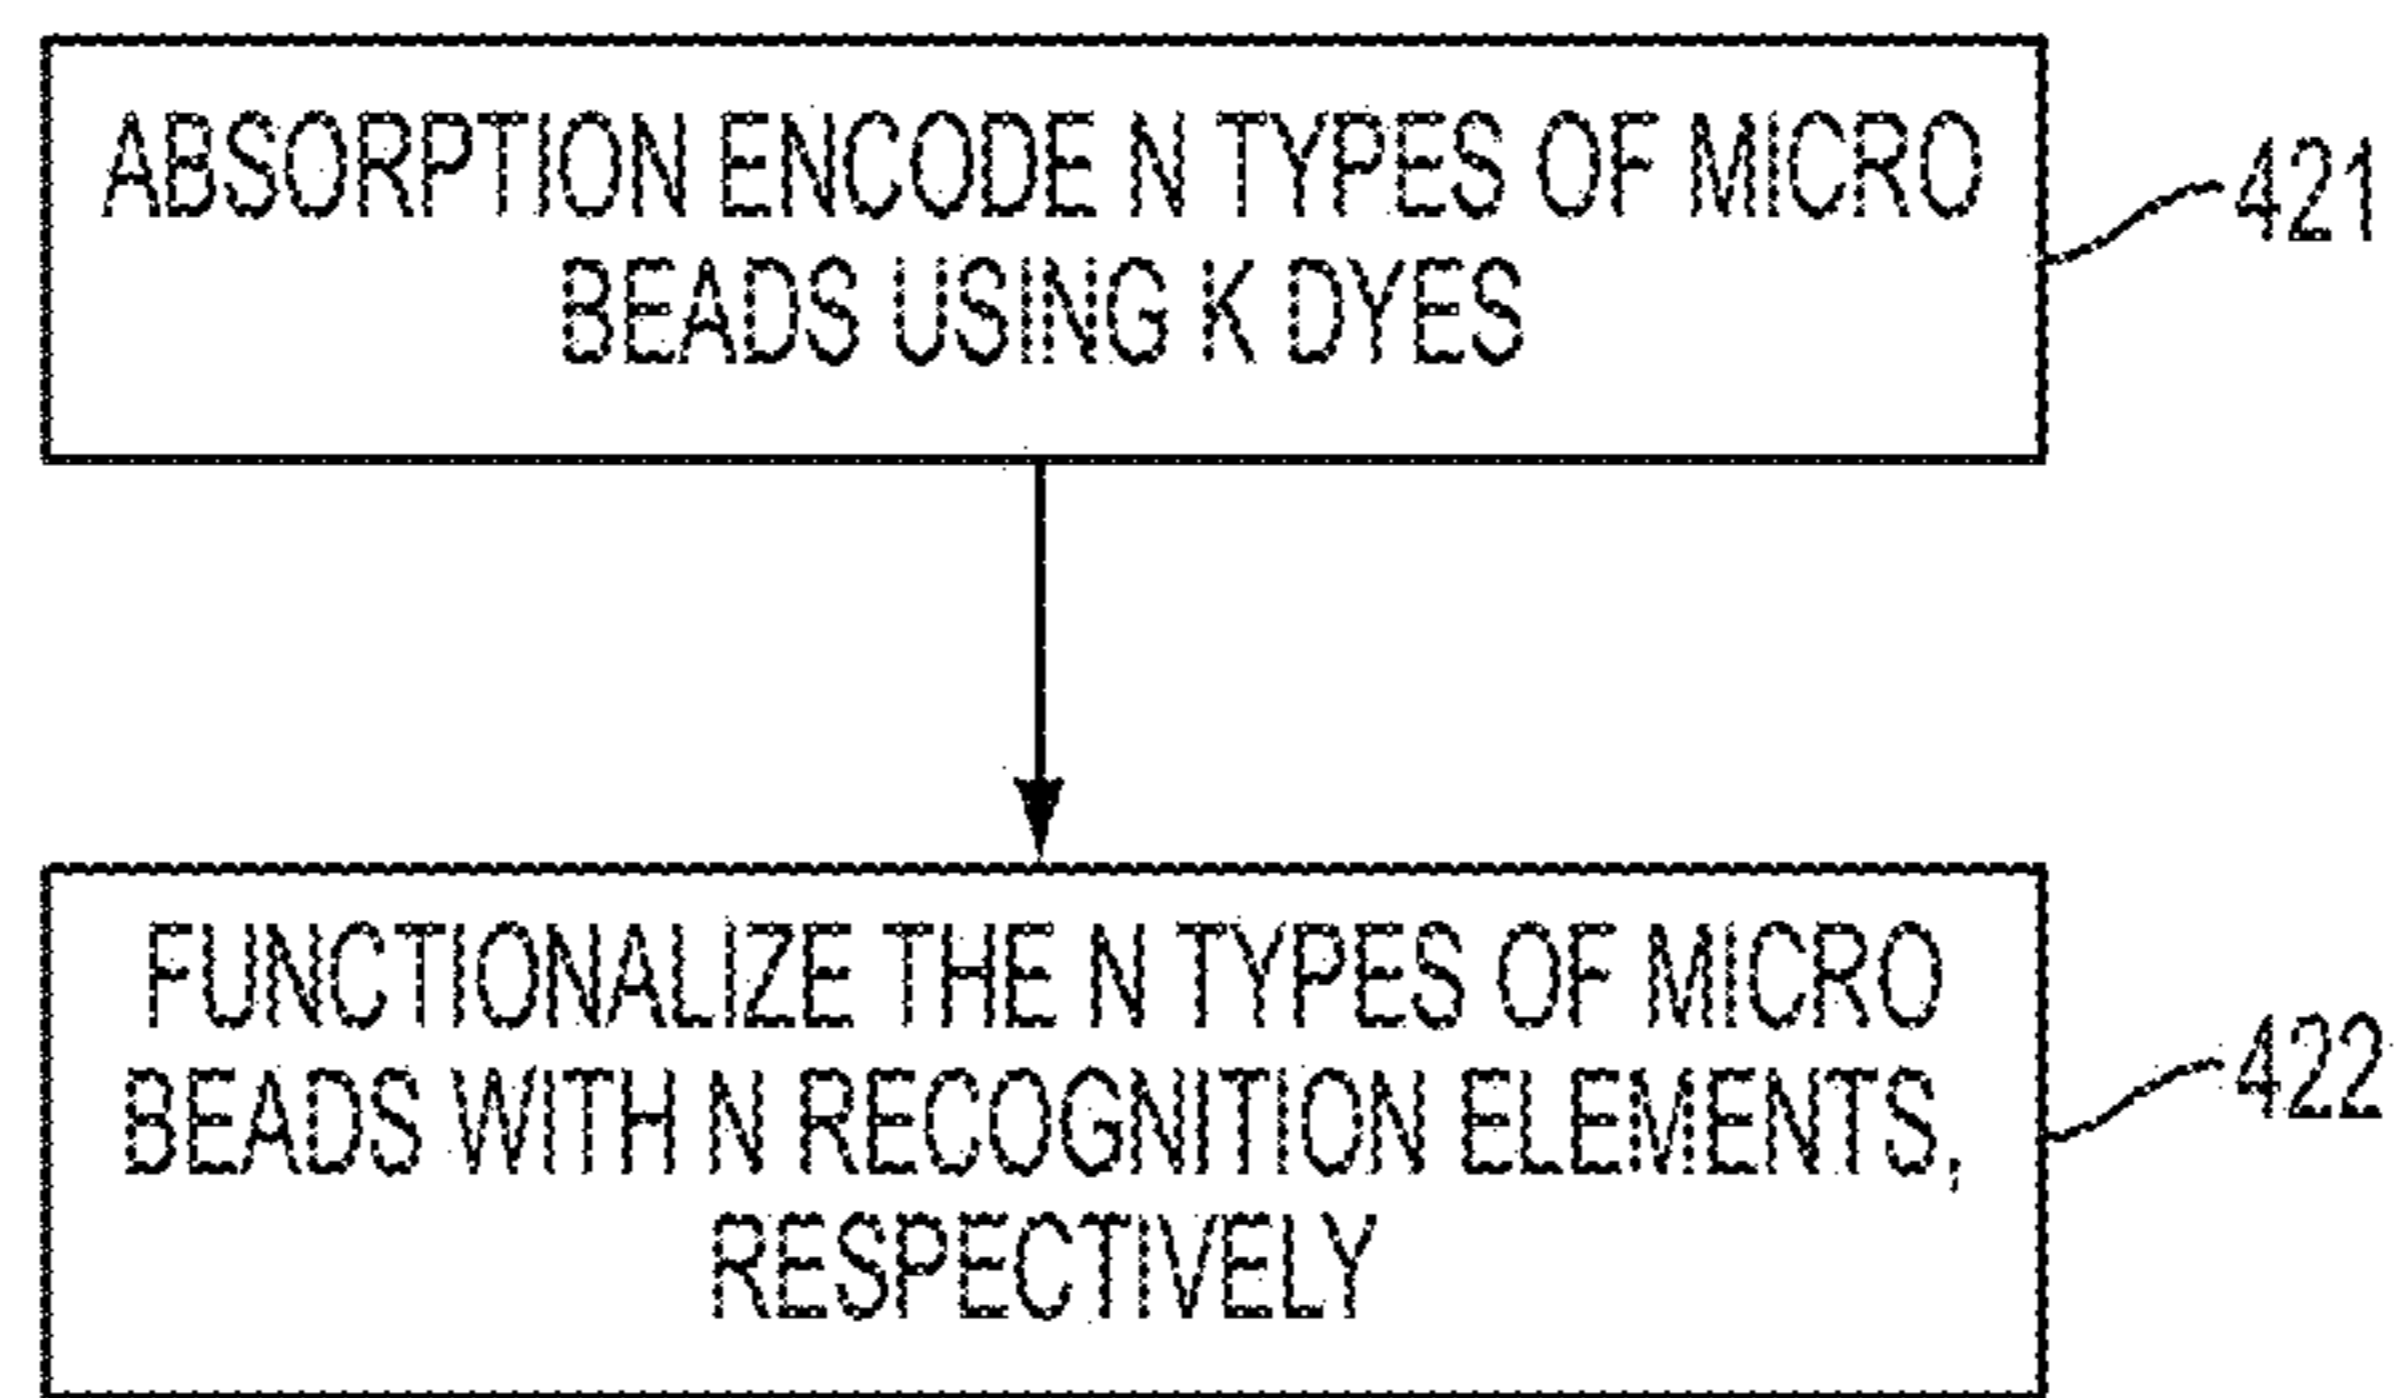 ABSORPTION ENCODE N TYPES OF MICRO
BEADS USING K DYES
421
FUNCTIONALIZE THE N TYPES OF MICRO
BEADS WITH N RECOGNITION ELEMENTS,
RESPECTIVELY
422